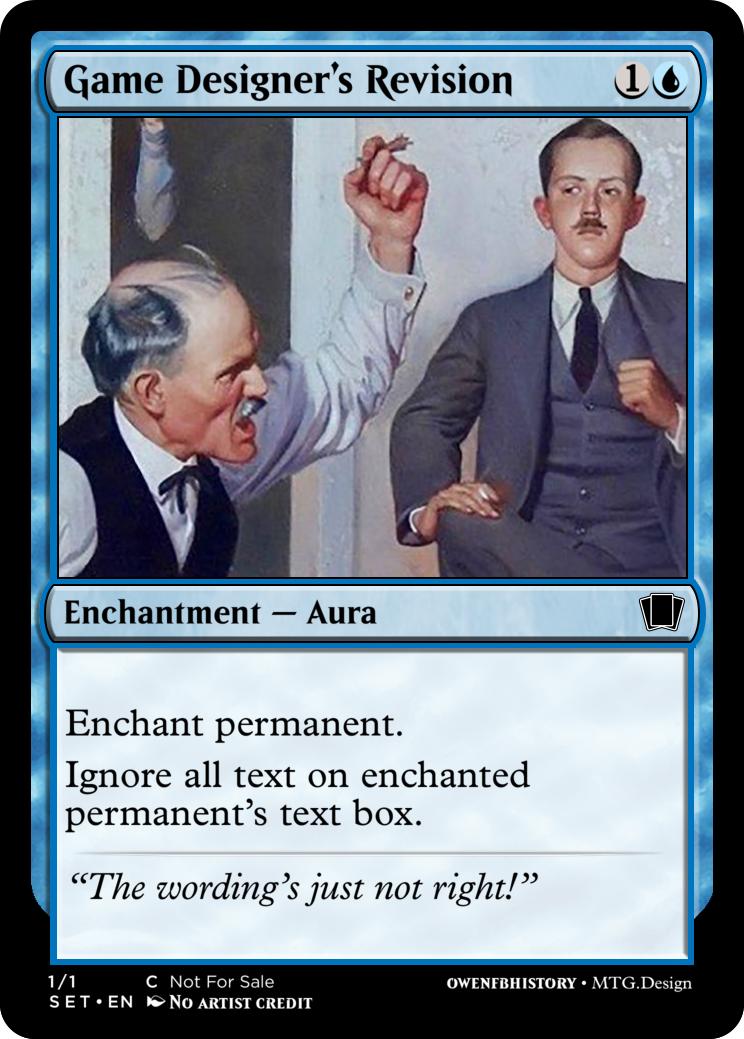 Game Designer's Revision 1
Enchantment — Aura
Enchant permanent.
Ignore all text on enchanted
permanent's text box.
“The wording's just not right!”
1/1 C Not For Sale OWENFBHISTORY • MTG.Design
SET • EN No ARTIST CREDIT